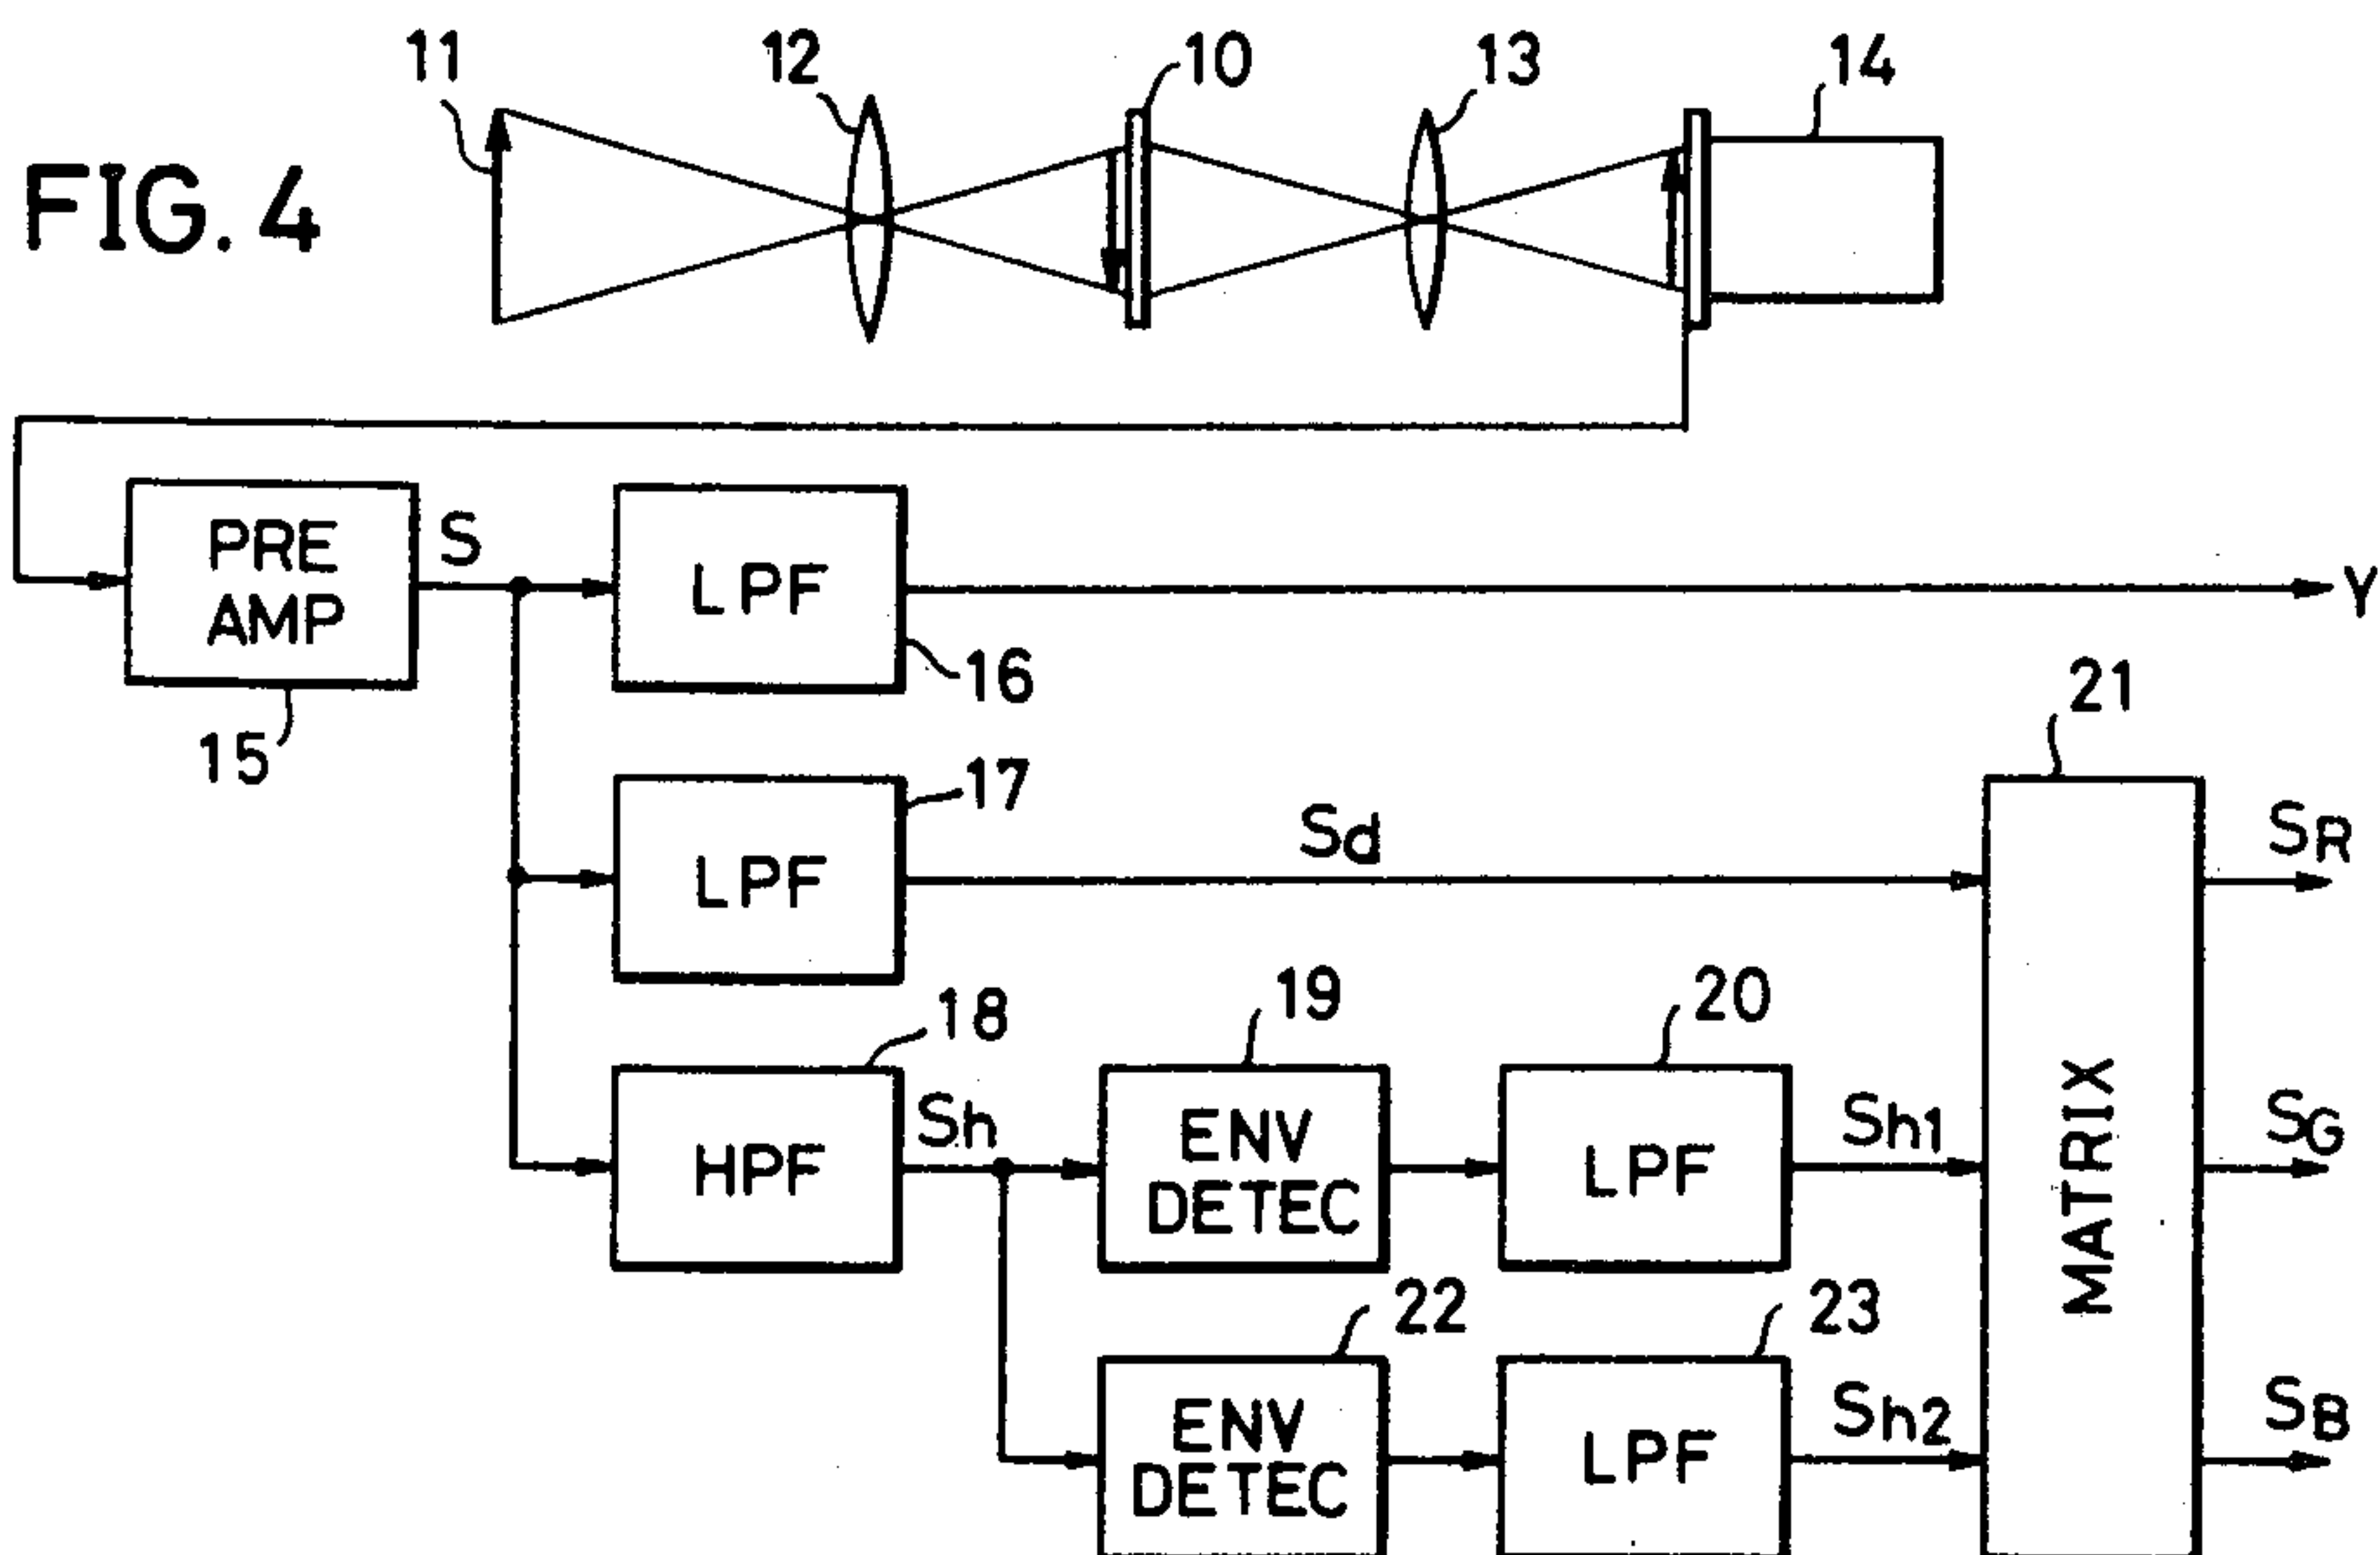 11
12
10
13
14
FIG. 4
PRE
AMP
S
LPF
Y
16
15
21
17
LPF
Sd
SR
18
19
20
HPF
Sh
ENV
DETEC
LPF
Sh1
MATRIX
SG
22
23
ENV
DETEC
LPF
Sh2
SB